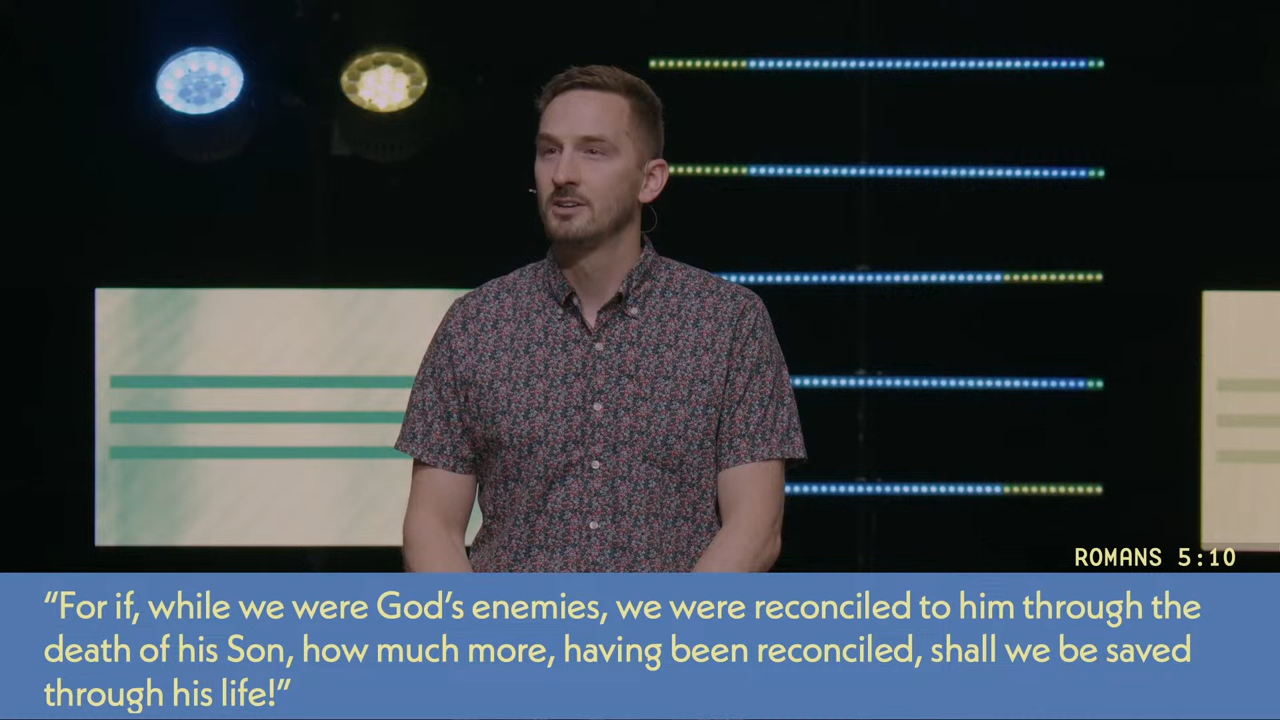 ROMANS 5:10
“For if, while we were God’s enemies, we were reconciled to him through the
death of his Son, how much more, having been reconciled, shall we be saved
through his life!”